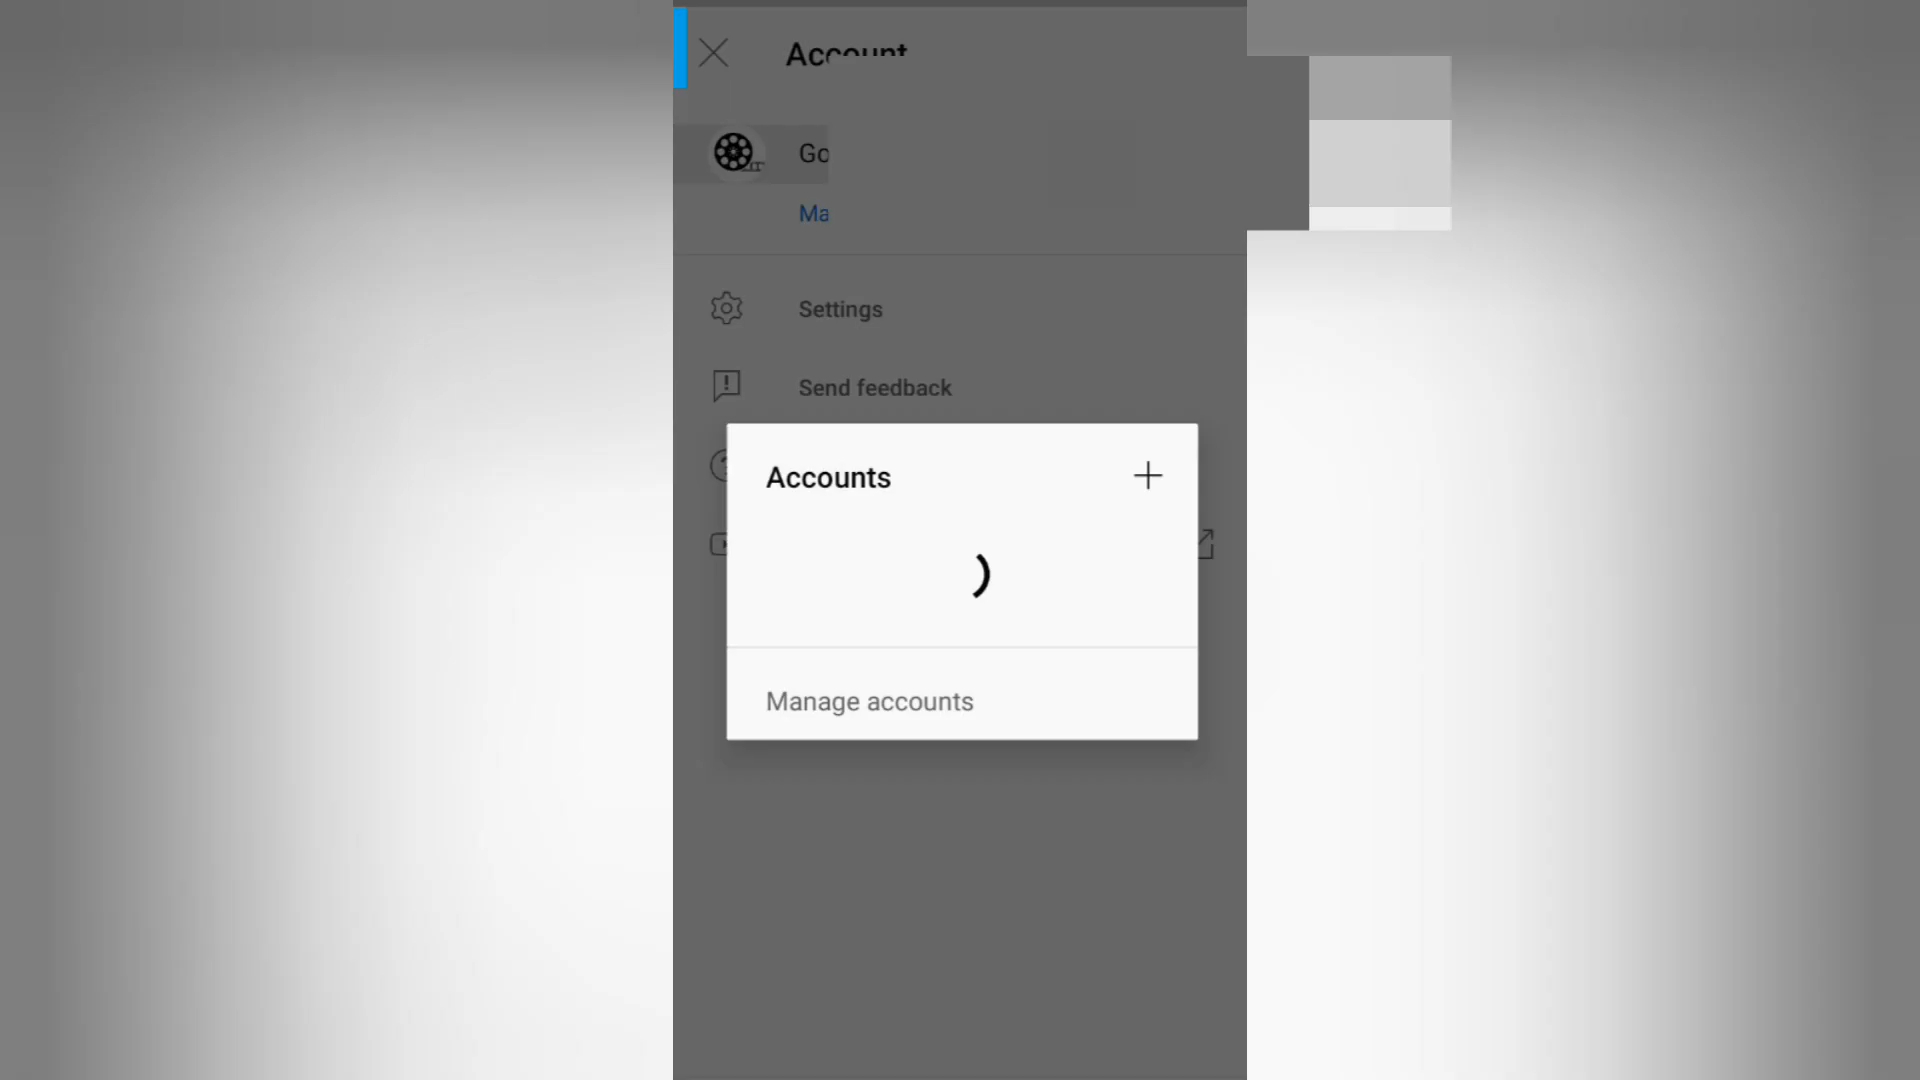 Account
Go
Ma
Settings
Send feedback
Accounts
Manage accounts